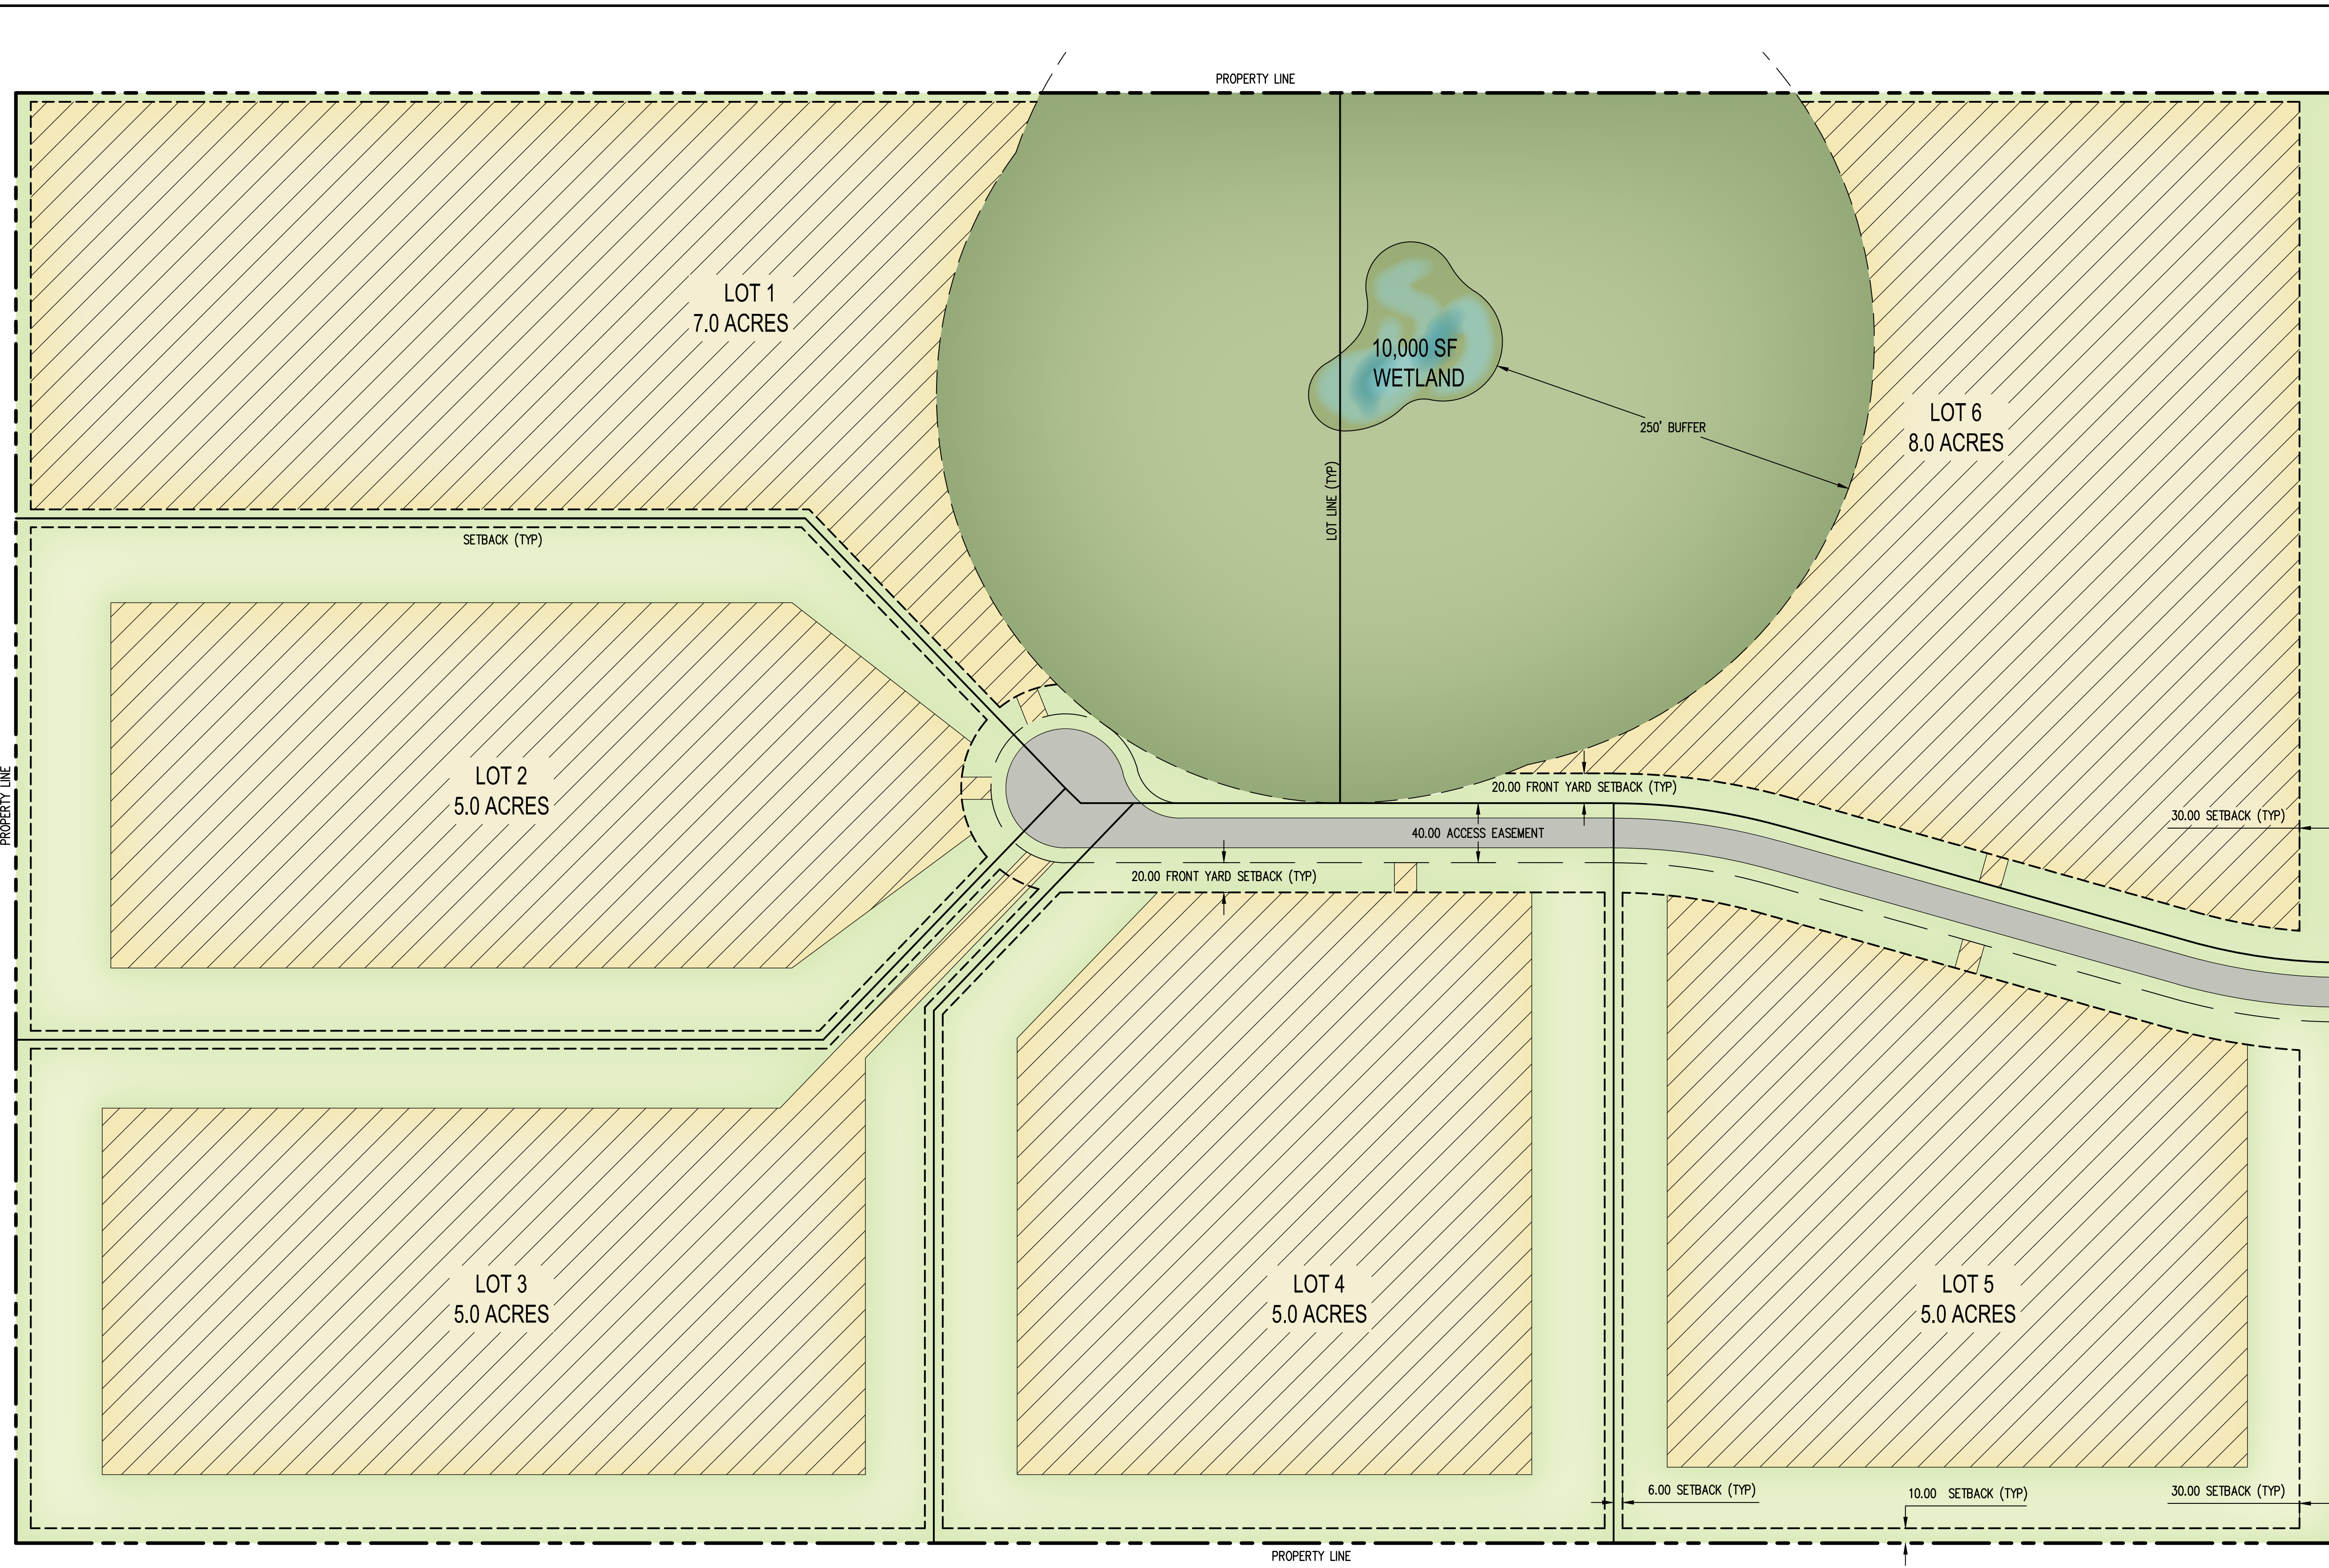 PROPERTY LINE
LOT 1
7.0 ACRES
10,000 SF
WETLAND
250' BUFFER
LOT 6
8.0 ACRES
LOT LINE (TYP)
SETBACK (TYP)
PROPERTY LINE
LOT 2
5.0 ACRES
20.00 FRONT YARD SETBACK (TYP)
30.00 SETBACK (TYP)
40.00 ACCESS EASEMENT
20.00 FRONT YARD SETBACK (TYP)
LOT 3
5.0 ACRES
LOT 4
5.0 ACRES
LOT 5
5.0 ACRES
6.00 SETBACK (TYP)
10.00 SETBACK (TYP)
30.00 SETBACK (TYP)
PROPERTY LINE